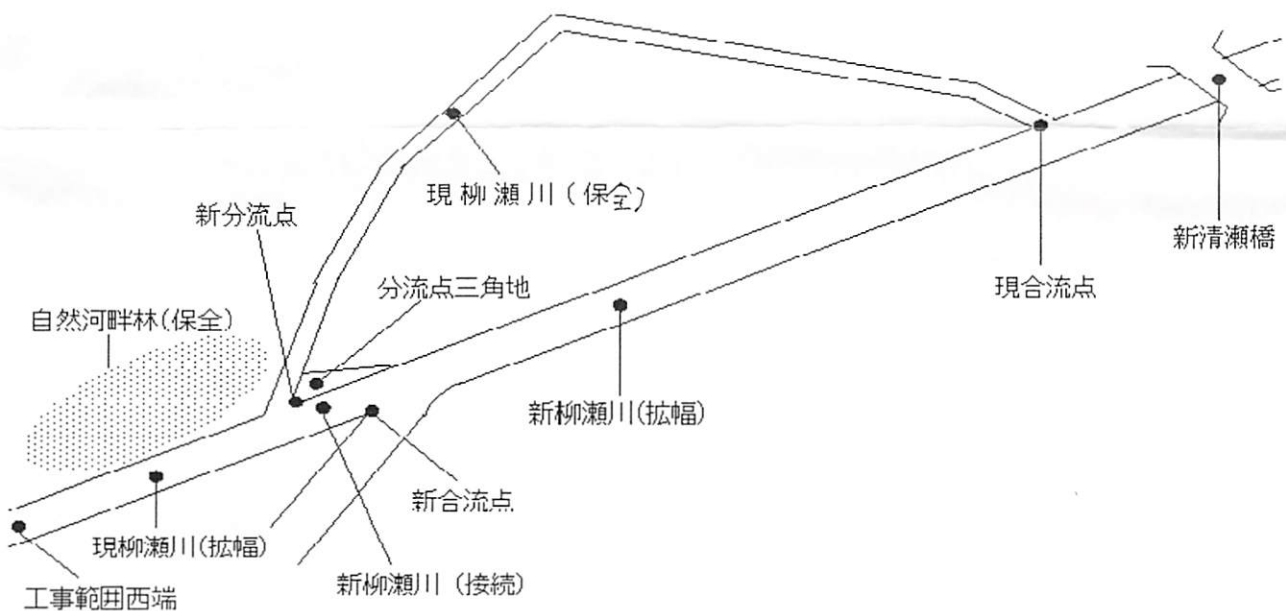 現柳瀬川(保全)
新分流点
新清瀬橋
分流点三角地
現合流点
自然河畔林(保全)
新柳瀬川(拡幅)
新合流点
現柳瀬川(拡幅)
新柳瀬川(接続)
工事範囲西端